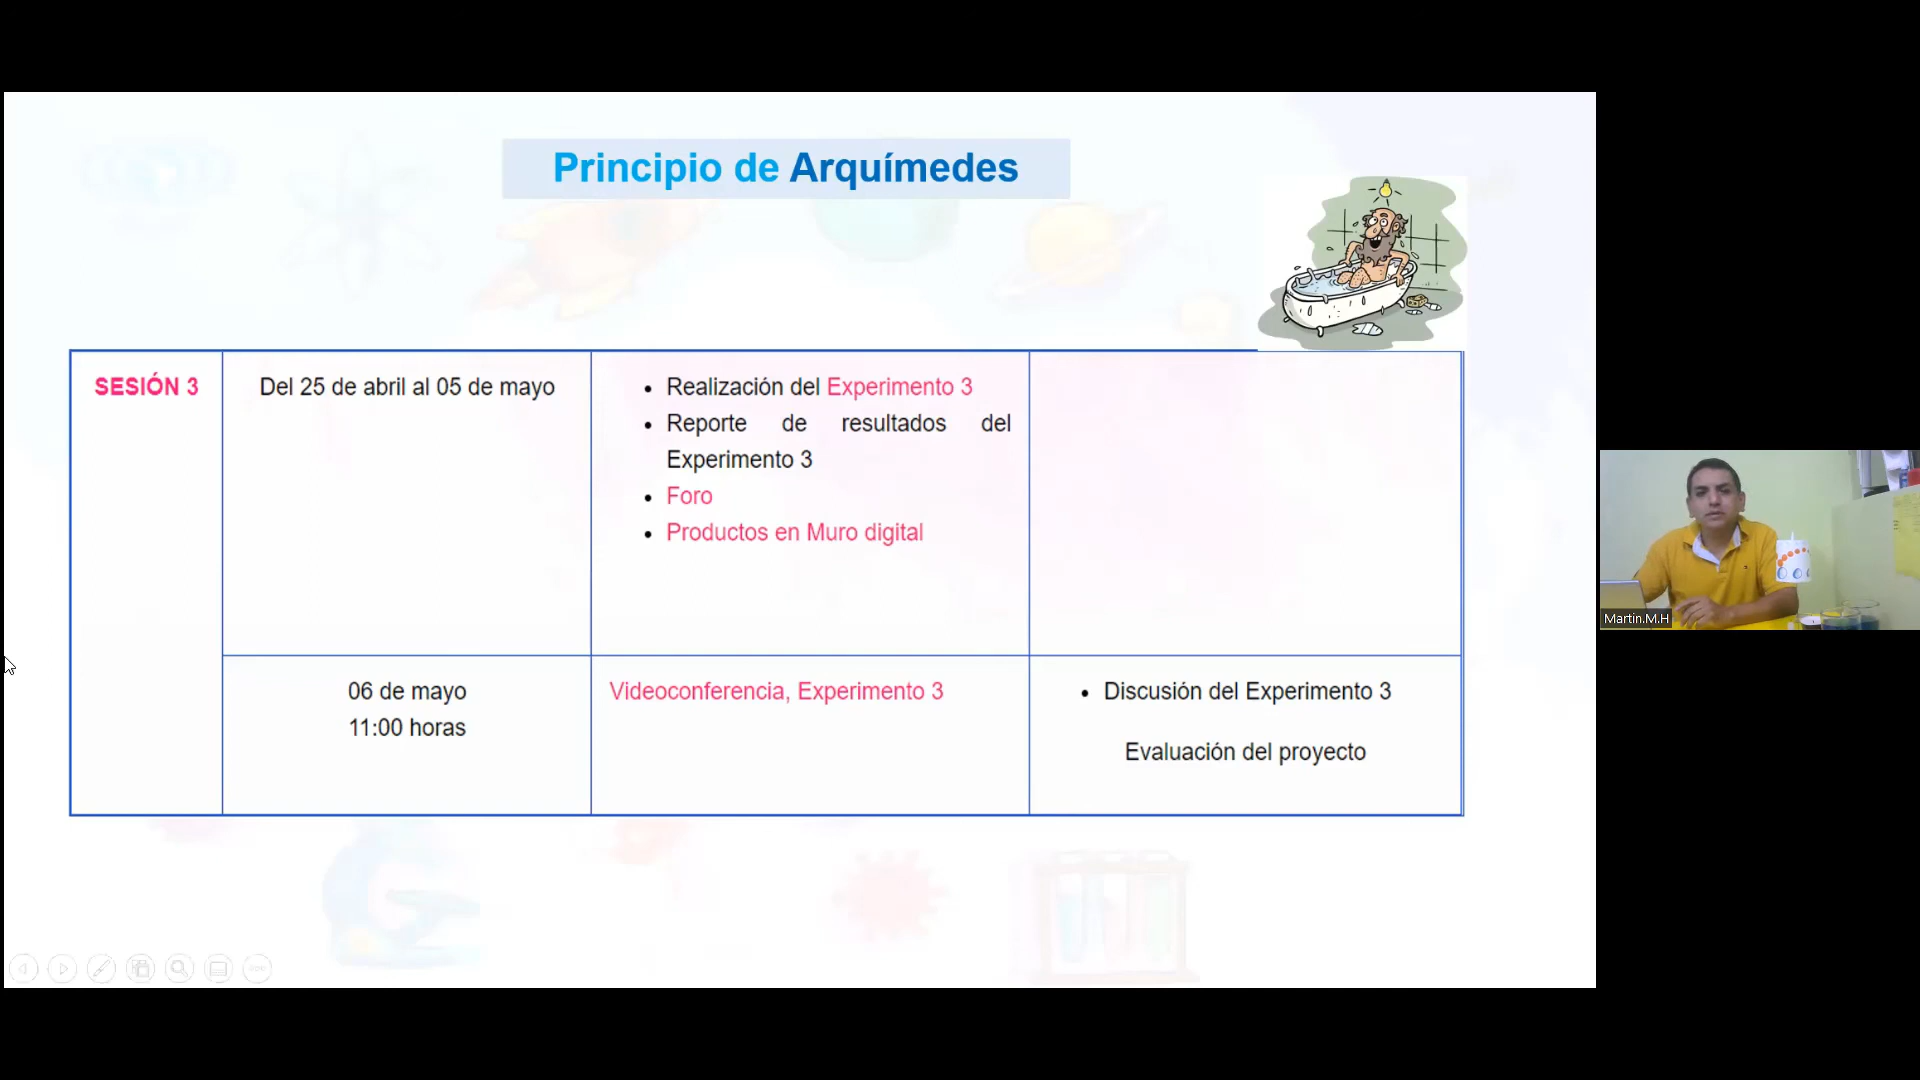 Principio de Arquímedes
SESIÓN 3
Del 25 de abril al 05 de mayo
• Realización del Experimento 3
• Reporte de resultados del
Experimento 3
• Foro
• Productos en Muro digital
06 de mayo
11:00 horas
Videoconferencia, Experimento 3
• Discusión del Experimento 3
Evaluación del proyecto
Martin.M.H